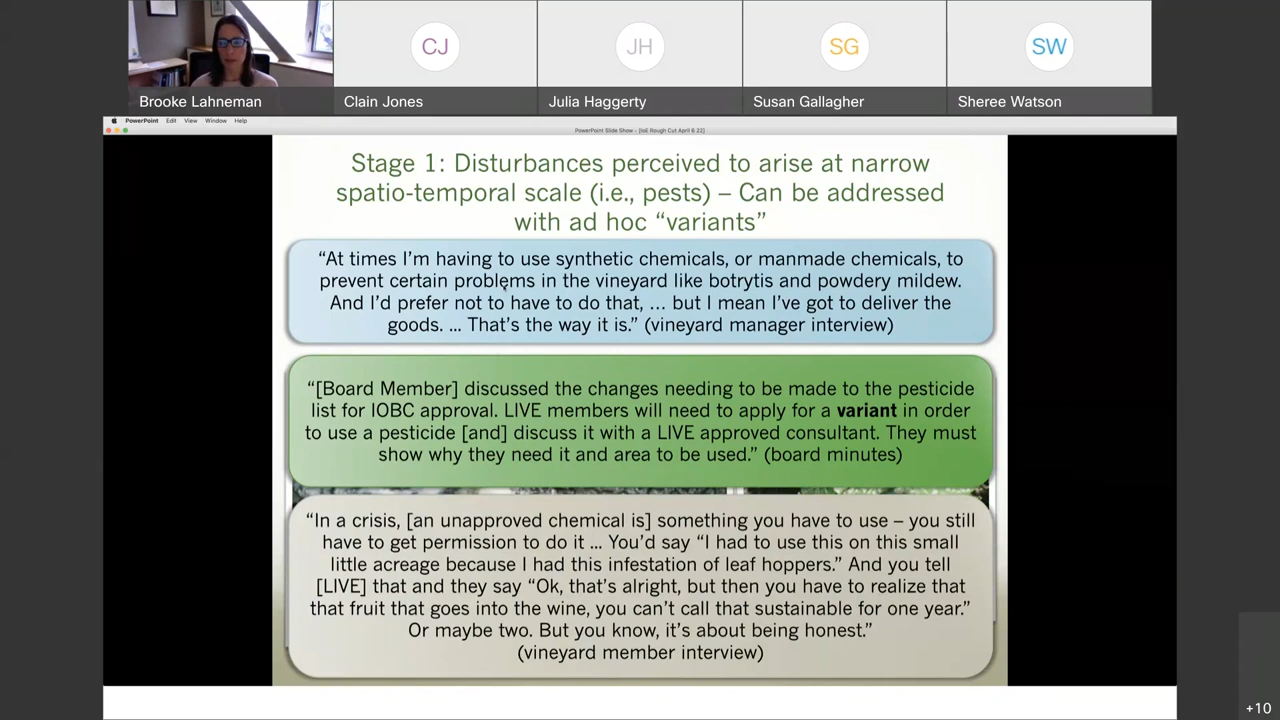 CJ
JH
SG
SW
Brooke Lahneman
Clain Jones
Julia Haggerty
Susan Gallagher
Sheree Watson
PowerPoint Edit View Window Help
PowerPoint Slide Show - [IoE Rough Cut April 6 22]
Stage 1: Disturbances perceived to arise at narrow
spatio-temporal scale (i.e., pests) – Can be addressed
with ad hoc “variants”
“At times I’m having to use synthetic chemicals, or manmade chemicals, to
prevent certain problems in the vineyard like botrytis and powdery mildew.
And I’d prefer not to have to do that, … but I mean I’ve got to deliver the
goods. … That’s the way it is.” (vineyard manager interview)
“[Board Member] discussed the changes needing to be made to the pesticide
list for IOBC approval. LIVE members will need to apply for a variant in order
to use a pesticide [and] discuss it with a LIVE approved consultant. They must
show why they need it and area to be used.” (board minutes)
“In a crisis, [an unapproved chemical is] something you have to use – you still
have to get permission to do it … You’d say “I had to use this on this small
little acreage because I had this infestation of leaf hoppers.” And you tell
[LIVE] that and they say “Ok, that’s alright, but then you have to realize that
that fruit that goes into the wine, you can’t call that sustainable for one year.”
Or maybe two. But you know, it’s about being honest.”
(vineyard member interview)
+10